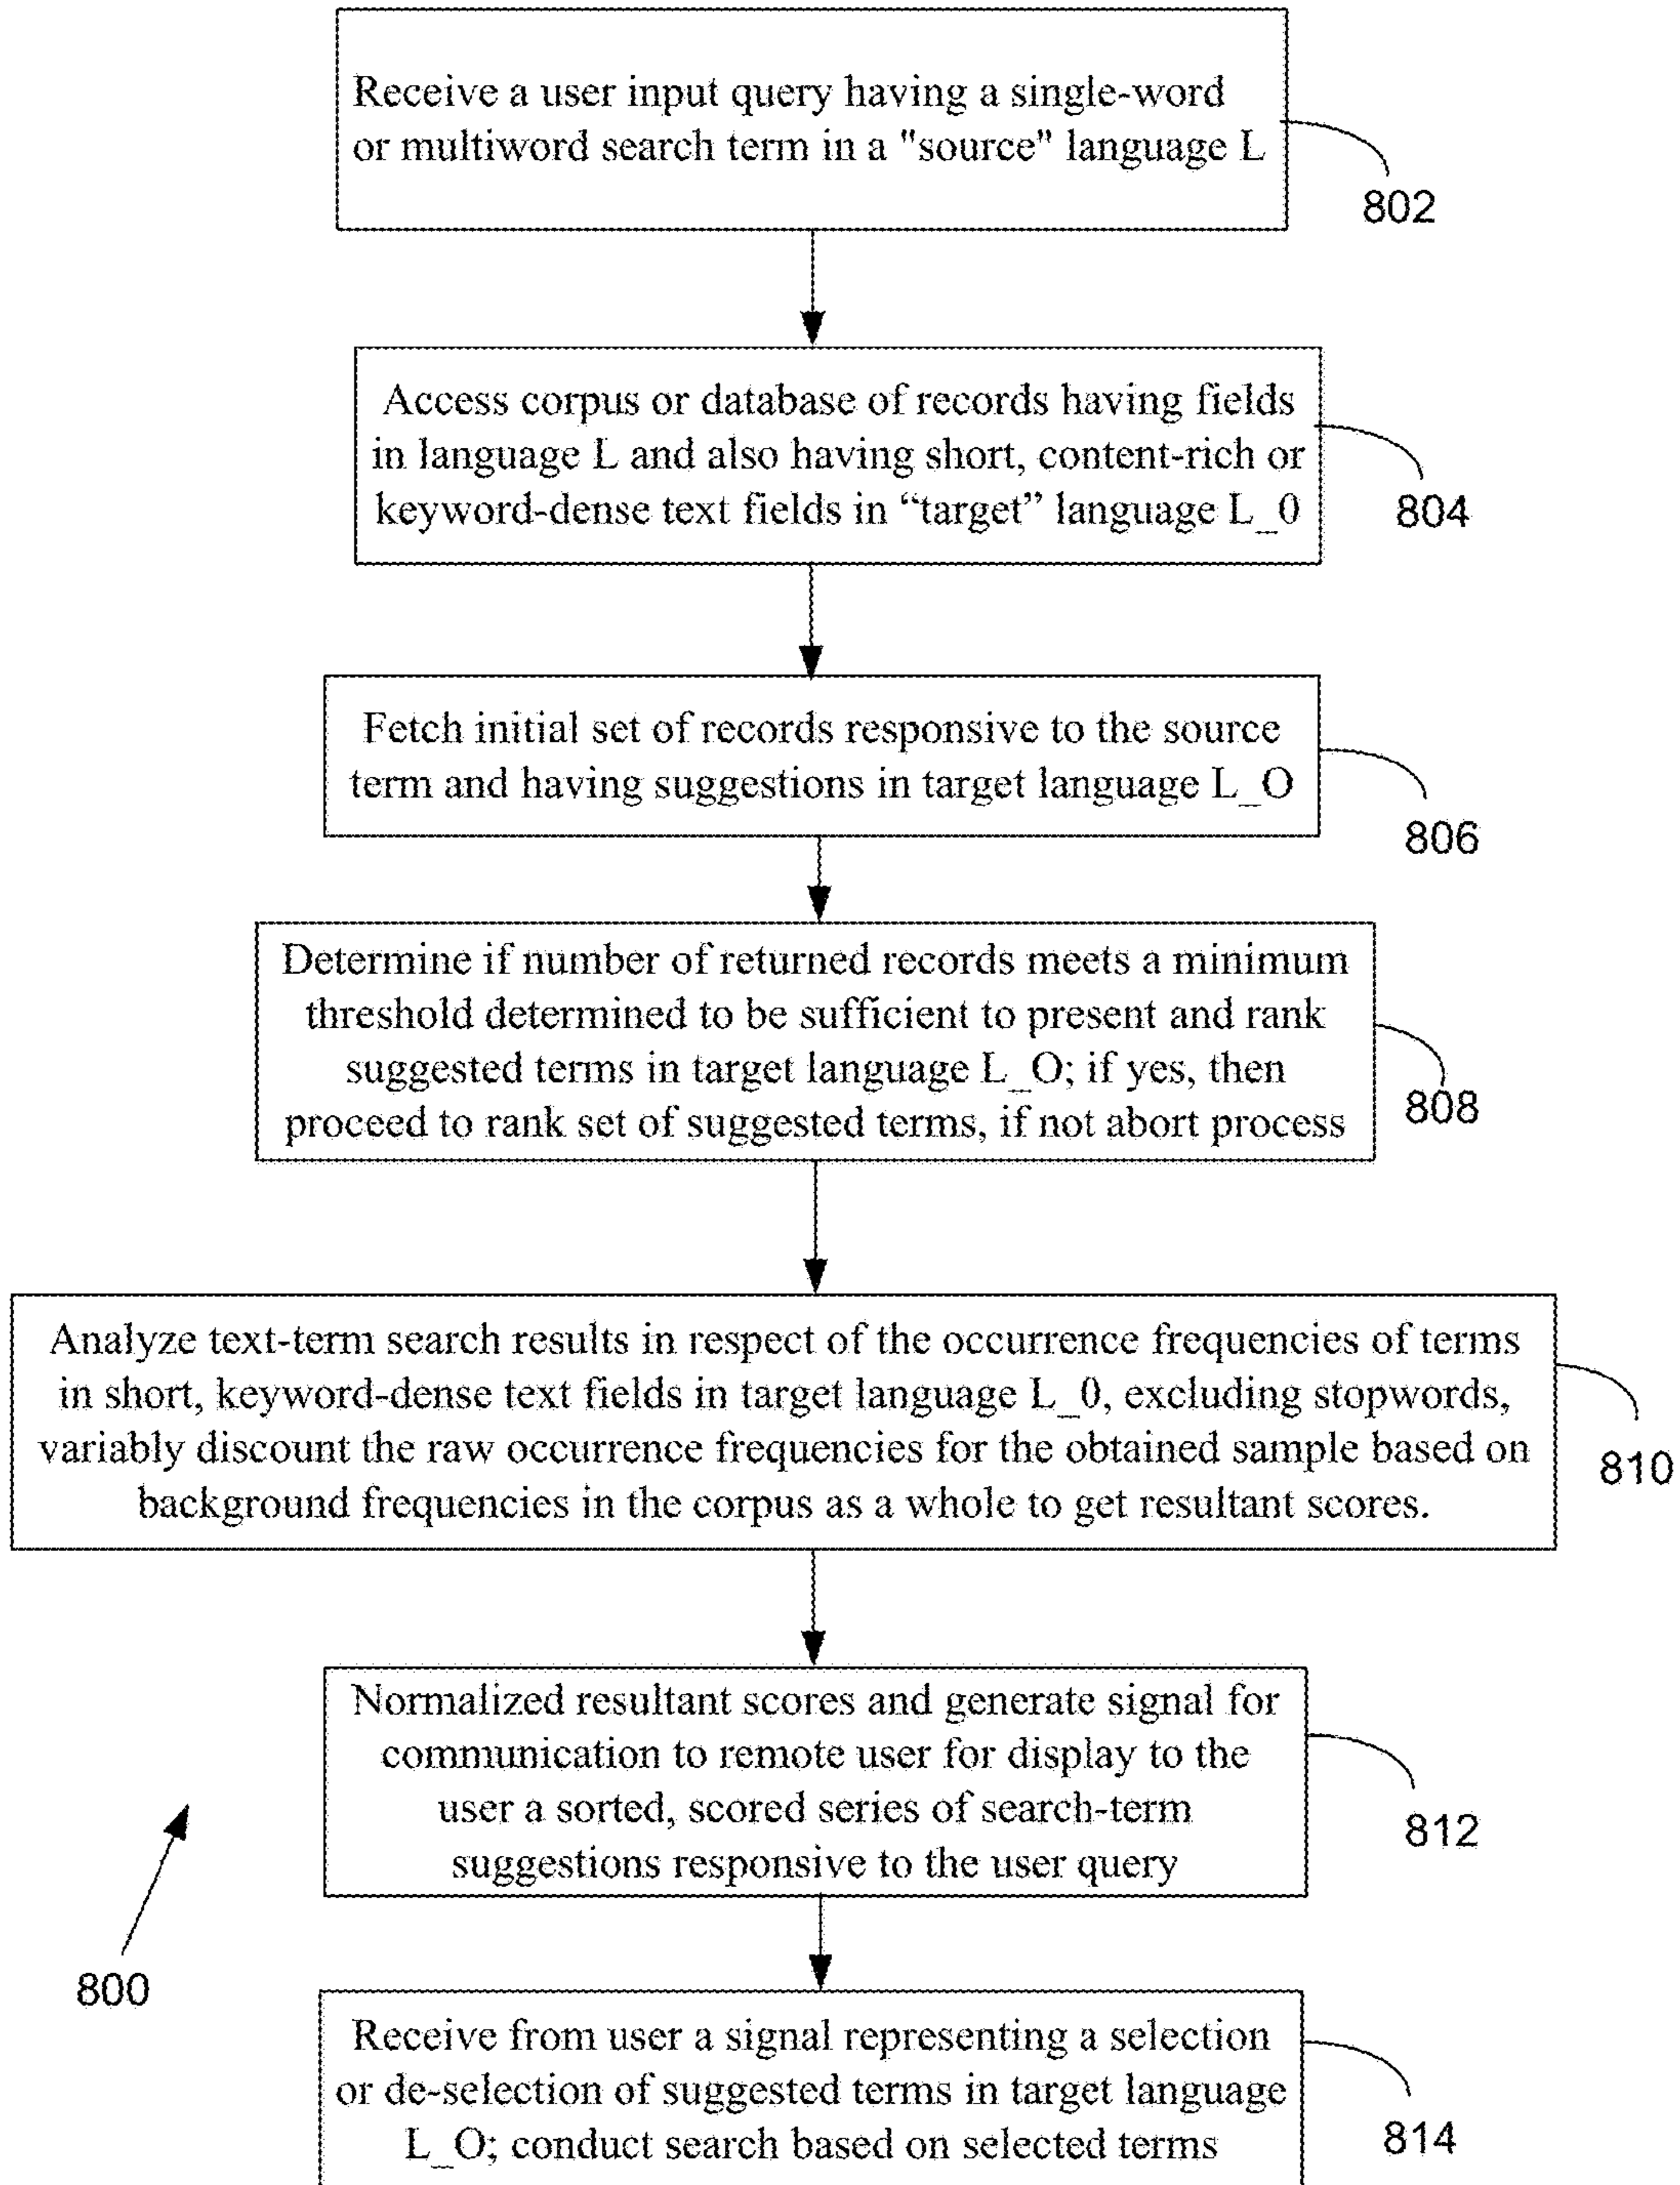 Receive a user input query having a single-word
or multiword search term in a "source" language L
802
Access corpus or database of records having fields
in language L and also having short, content-rich or
keyword-dense text fields in “target” language L_0
804
Fetch initial set of records responsive to the source
term and having suggestions in target language L_O
806
Determine if number of returned records meets a minimum
threshold determined to be sufficient to present and rank
suggested terms in target language L_O; if yes, then
proceed to rank set of suggested terms, if not abort process
808
Analyze text-term search results in respect of the occurrence frequencies of terms
in short, keyword-dense text fields in target language L_0, excluding stopwords,
variably discount the raw occurrence frequencies for the obtained sample based on
background frequencies in the corpus as a whole to get resultant scores.
810
Normalized resultant scores and generate signal for
communication to remote user for display to the
user a sorted, scored series of search-term
suggestions responsive to the user query
812
800
Receive from user a signal representing a selection
or de-selection of suggested terms in target language
L_O; conduct search based on selected terms
814